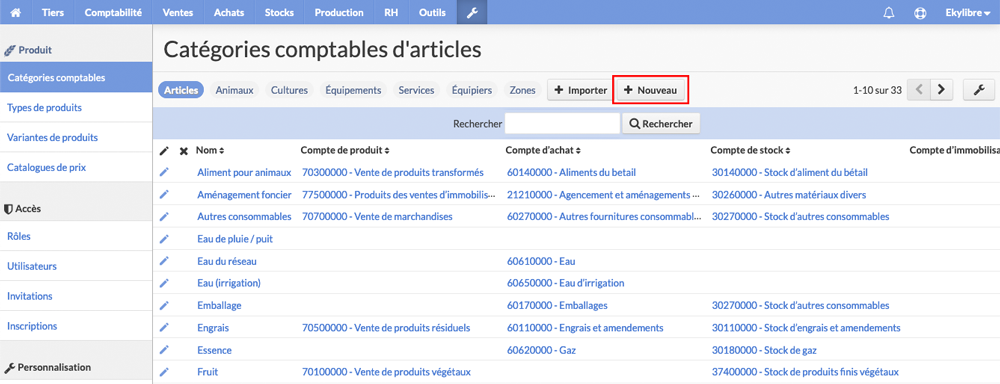 Tiers Comptabilité Ventes Achats Stocks Production RH Outils Ekylibre
Produit
Catégories comptables
Types de produits
Variantes de produits
Catalogues de prix
Accès
Rôles
Utilisateurs
Invitations
Inscriptions
Personnalisation
Catégories comptables d'articles
Articles Animaux Cultures Équipements Services Équipiers Zones + Importer + Nouveau 1-10 sur 33
Rechercher Rechercher
Nom Compte de produit Compte d'achat Compte de stock Compte d'immobilisa
Aliment pour animaux 70300000 - Vente de produits transformés 60140000 - Aliments du betail 30140000 - Stock d'aliment du bétail
Aménagement foncier 77500000 - Produits des ventes d'immobilis… 21210000 - Agencement et aménagements … 30260000 - Autres matériaux divers
Autres consommables 70700000 - Vente de marchandises 60270000 - Autres fournitures consommabl… 30270000 - Stock d'autres consommables
Eau de pluie / puit
Eau du réseau 60610000 - Eau
Eau (irrigation) 60650000 - Eau d'irrigation
Emballage 60170000 - Emballages 30270000 - Stock d'autres consommables
Engrais 70500000 - Vente de produits résiduels 60110000 - Engrais et amendements 30110000 - Stock d'engrais et amendements
Essence 60620000 - Gaz 30180000 - Stock de gaz
Fruit 70100000 - Vente de produits végétaux 37400000 - Stock de produits finis végétaux